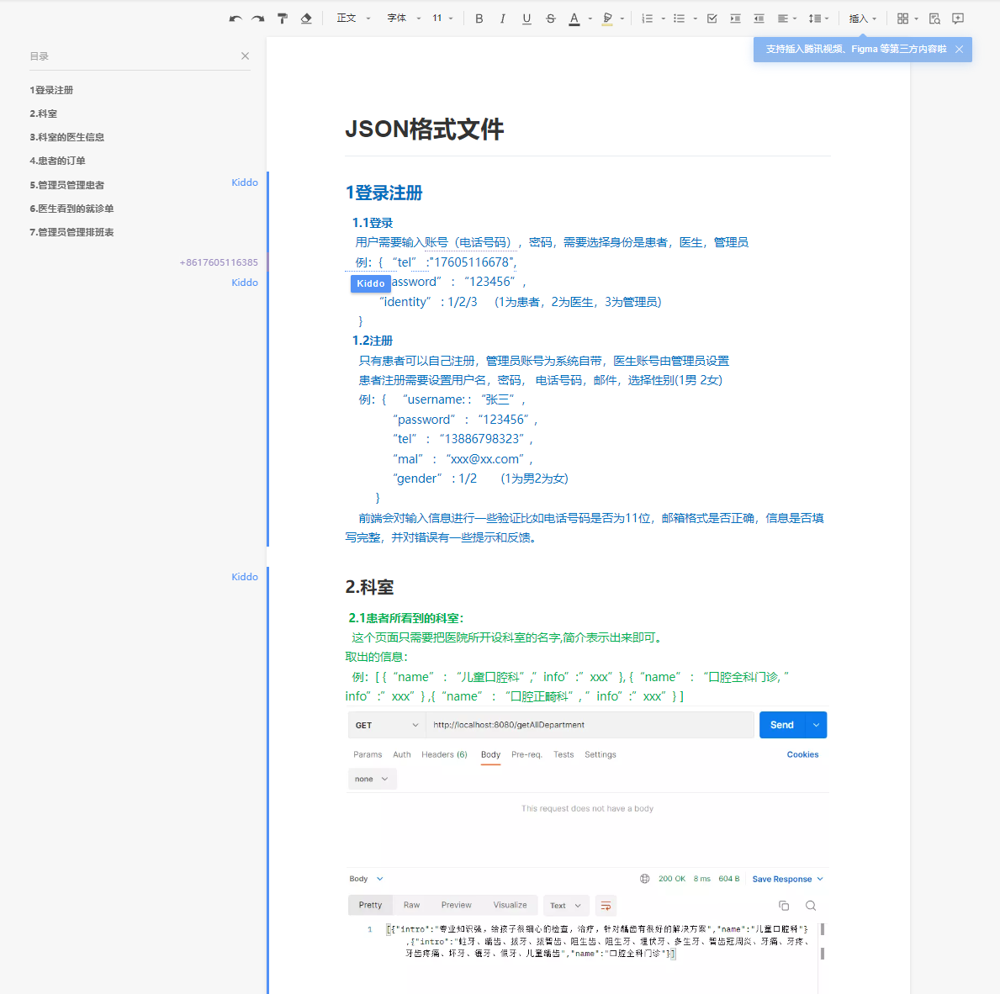 正文 字体 11 B I U S A 插入
支持插入腾讯视频、Figma 等第三方内容啦
目录
1登录注册
2.科室
3.科室的医生信息
4.患者的订单
5.管理员管理患者
6.医生看到的就诊单
7.管理员管理排班表
Kiddo
+8617605116385
Kiddo
Kiddo
JSON格式文件
1登录注册
1.1登录
用户需要输入账号（电话号码），密码，需要选择身份是患者，医生，管理员
例：{ “tel” :"17605116678",
Kiddo
assword” ： “123456” ，
“identity” : 1/2/3 (1为患者，2为医生，3为管理员)
}
1.2注册
只有患者可以自己注册，管理员账号为系统自带，医生账号由管理员设置
患者注册需要设置用户名，密码， 电话号码，邮件，选择性别(1男 2女)
例：{ “username: : “张三” ，
“password” ： “123456” ,
“tel” ： “13886798323” ,
“mal” ： “xxx@xx.com” ,
“gender” : 1/2 (1为男2为女)
}
前端会对输入信息进行一些验证比如电话号码是否为11位，邮箱格式是否正确，信息是否填
写完整，并对错误有一些提示和反馈。
2.科室
2.1患者所看到的科室：
这个页面只需要把医院所开设科室的名字,简介表示出来即可。
取出的信息：
例：[ { “name” ： “儿童口腔科” ,” info” :” xxx” }, { “name” ： “口腔全科门诊, ”
info” :” xxx” } ,{ “name” ： “口腔正畸科” , ” info” :” xxx” } ]
GET http://localhost:8080/getAllDepartment Send
Params Auth Headers (6) Body Pre-req. Tests Settings Cookies
none
This request does not have a body
Body 200 OK 8 ms 604 B Save Response
Pretty Raw Preview Visualize Text
1 [{"intro":"专业知识强，给孩子很细心的检查，治疗，针对龋齿有很好的解决方案","name":"儿童口腔科"}
,{"intro":"蛀牙、龋齿、拔牙、拔智齿、阻生齿、阻生牙、埋伏牙、多生牙、智齿冠周炎、牙痛、牙疼、
牙齿疼痛、坏牙、镶牙、假牙、儿童龋齿","name":"口腔全科门诊"}]